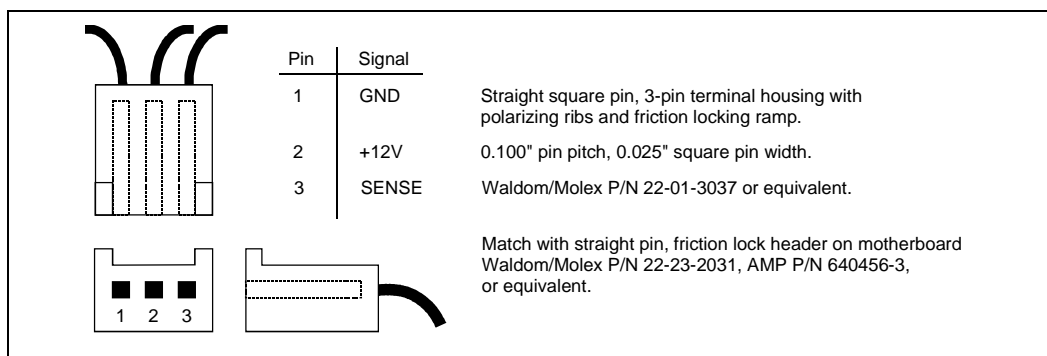 Pin Signal
1 GND
Straight square pin, 3-pin terminal housing with
polarizing ribs and friction locking ramp.
2 +12V
0.100" pin pitch, 0.025" square pin width.
3 SENSE
Waldom/Molex P/N 22-01-3037 or equivalent.
Match with straight pin, friction lock header on motherboard
Waldom/Molex P/N 22-23-2031, AMP P/N 640456-3,
or equivalent.
1 2 3